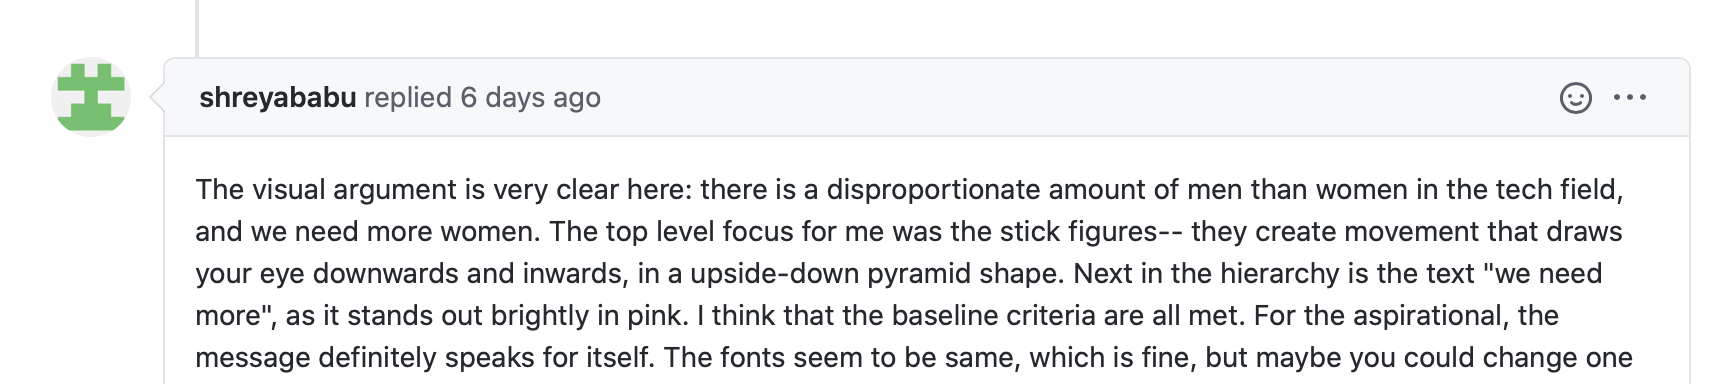 shreyababu replied 6 days ago
The visual argument is very clear here: there is a disproportionate amount of men than women in the tech field,
and we need more women. The top level focus for me was the stick figures-- they create movement that draws
your eye downwards and inwards, in a upside-down pyramid shape. Next in the hierarchy is the text "we need
more", as it stands out brightly in pink. I think that the baseline criteria are all met. For the aspirational, the
message definitely speaks for itself. The fonts seem to be same, which is fine, but maybe you could change one